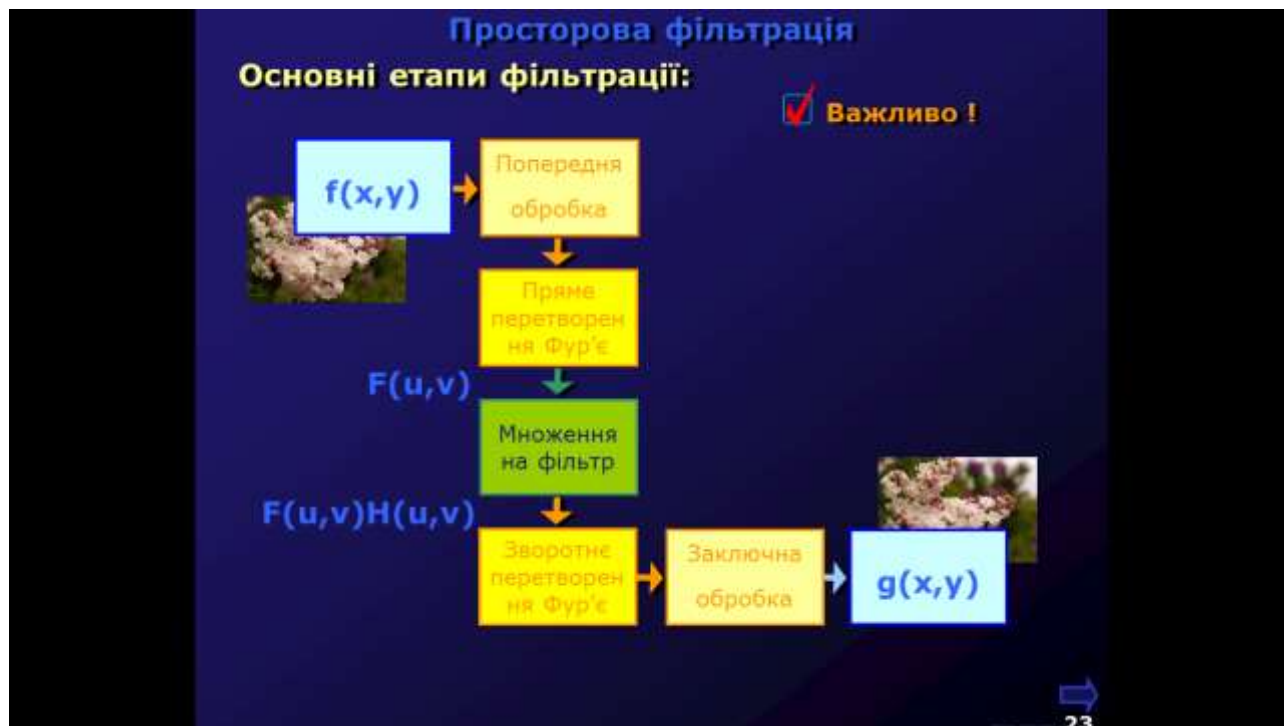 Просторова фільтрація
Основні етапи фільтрації:
Важливо !
f(x,y)
Попередня
обробка
Пряме
перетворен
ня Фур'є
F(u,v)
Множення
на фільтр
F(u,v)H(u,v)
Зворотнє
перетворен
ня Фур'є
Заключна
обробка
g(x,y)
23